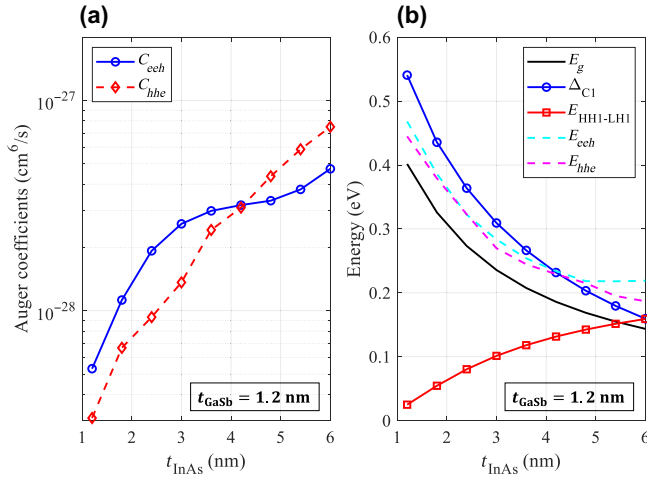 (a)
C_eeh
C_hhe
10^-27
10^-28
Auger coefficients (cm^6/s)
t_GaSb = 1.2 nm
1 2 3 4 5 6
t_InAs (nm)
(b)
0.6
0.5
0.4
0.3
0.2
0.1
0
Energy (eV)
E_g
Δ_C1
E_HH1-LH1
E_eeh
E_hhe
t_GaSb = 1.2 nm
1 2 3 4 5 6
t_InAs (nm)